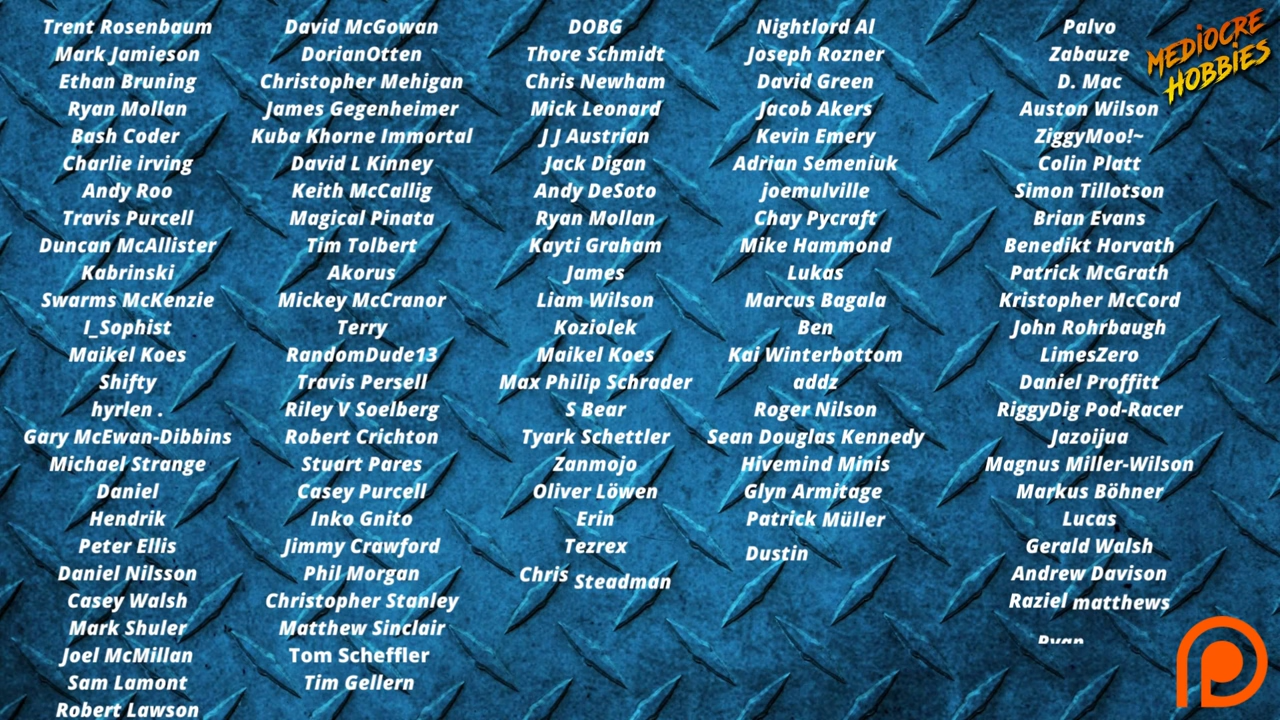 Trent Rosenbaum
Mark Jamieson
Ethan Bruning
Ryan Mollan
Bash Coder
Charlie irving
Andy Roo
Travis Purcell
Duncan McAllister
Kabrinski
Swarms McKenzie
I_Sophist
Maikel Koes
Shifty
hyrlen .
Gary McEwan-Dibbins
Michael Strange
Daniel
Hendrik
Peter Ellis
Daniel Nilsson
Casey Walsh
Mark Shuler
Joel McMillan
Sam Lamont
Robert Lawson
David McGowan
DorianOtten
Christopher Mehigan
James Gegenheimer
Kuba Khorne Immortal
David L Kinney
Keith McCallig
Magical Pinata
Tim Tolbert
Akorus
Mickey McCranor
Terry
RandomDude13
Travis Persell
Riley V Soelberg
Robert Crichton
Stuart Pares
Casey Purcell
Inko Gnito
Jimmy Crawford
Phil Morgan
Christopher Stanley
Matthew Sinclair
Tom Scheffler
Tim Gellern
DOBG
Thore Schmidt
Chris Newham
Mick Leonard
J J Austrian
Jack Digan
Andy DeSoto
Ryan Mollan
Kayti Graham
James
Liam Wilson
Koziolek
Maikel Koes
Max Philip Schrader
S Bear
Tyark Schettler
Zanmojo
Oliver Löwen
Erin
Tezrex
Chris Steadman
Nightlord Al
Joseph Rozner
David Green
Jacob Akers
Kevin Emery
Adrian Semeniuk
joemulville
Chay Pycraft
Mike Hammond
Lukas
Marcus Bagala
Ben
Kai Winterbottom
addz
Roger Nilson
Sean Douglas Kennedy
Hivemind Minis
Glyn Armitage
Patrick Müller
Dustin
Palvo
Zabauze
D. Mac
Auston Wilson
ZiggyMoo!~
Colin Platt
Simon Tillotson
Brian Evans
Benedikt Horvath
Patrick McGrath
Kristopher McCord
John Rohrbaugh
LimesZero
Daniel Proffitt
RiggyDig Pod-Racer
Jazoijua
Magnus Miller-Wilson
Markus Böhner
Lucas
Gerald Walsh
Andrew Davison
Raziel matthews
Ryan
MEDIOCRE
HOBBIES